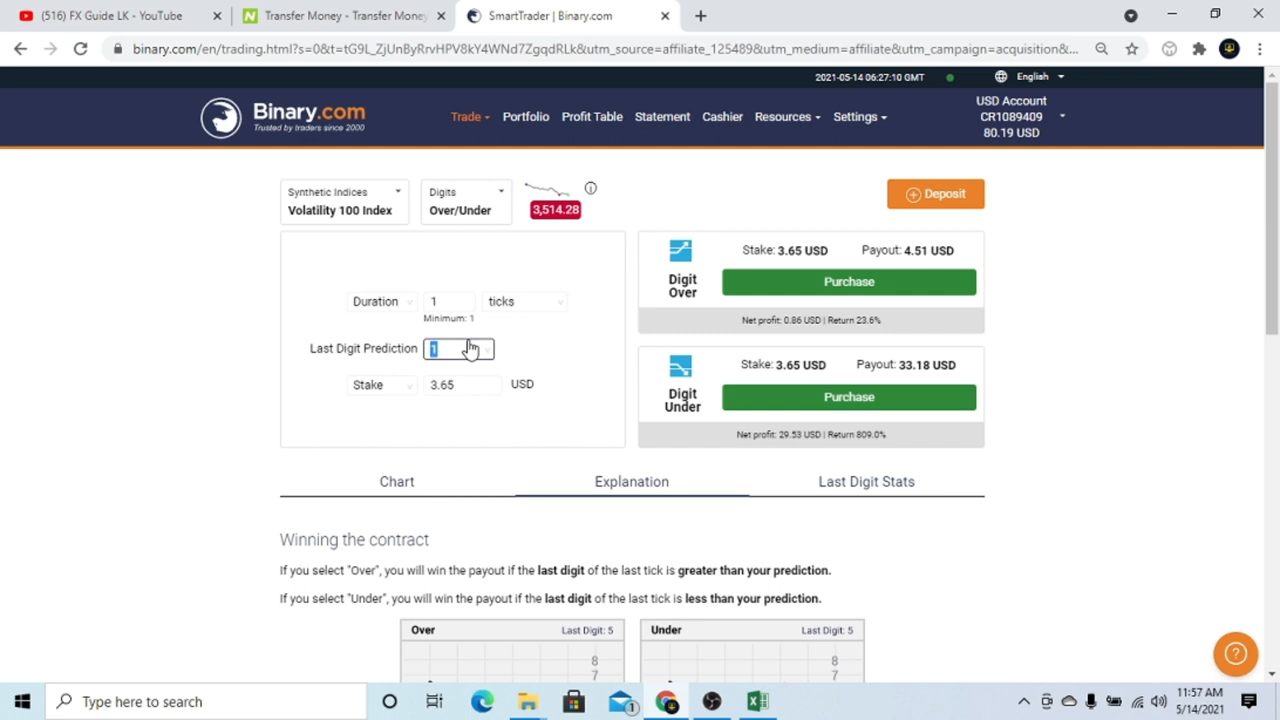 (516) FX Guide LK - YouTube
Transfer Money - Transfer Money
SmartTrader | Binary.com
binary.com/en/trading.html?s=0&t=tG9L_ZjUnByRrvHPV8kY4WNd7ZgqdRLk&utm_source=affiliate_125489&utm_medium=affiliate&utm_campaign=acquisition&...
2021-05-14 06:27:10 GMT
English
Binary.com
Trusted by traders since 2000
Trade
Portfolio
Profit Table
Statement
Cashier
Resources
Settings
USD Account
CR1089409
80.19 USD
Synthetic Indices
Volatility 100 Index
Digits
Over/Under
3,514.28
Deposit
Duration
1
ticks
Minimum: 1
Last Digit Prediction
1
Stake
3.65
USD
Digit
Over
Stake: 3.65 USD
Payout: 4.51 USD
Purchase
Net profit: 0.86 USD | Return 23.6%
Digit
Under
Stake: 3.65 USD
Payout: 33.18 USD
Purchase
Net profit: 29.53 USD | Return 809.0%
Chart
Explanation
Last Digit Stats
Winning the contract
If you select "Over", you will win the payout if the last digit of the last tick is greater than your prediction.
If you select "Under", you will win the payout if the last digit of the last tick is less than your prediction.
Over
Last Digit: 5
8
7
Under
Last Digit: 5
8
7
Type here to search
1
11:57 AM
5/14/2021